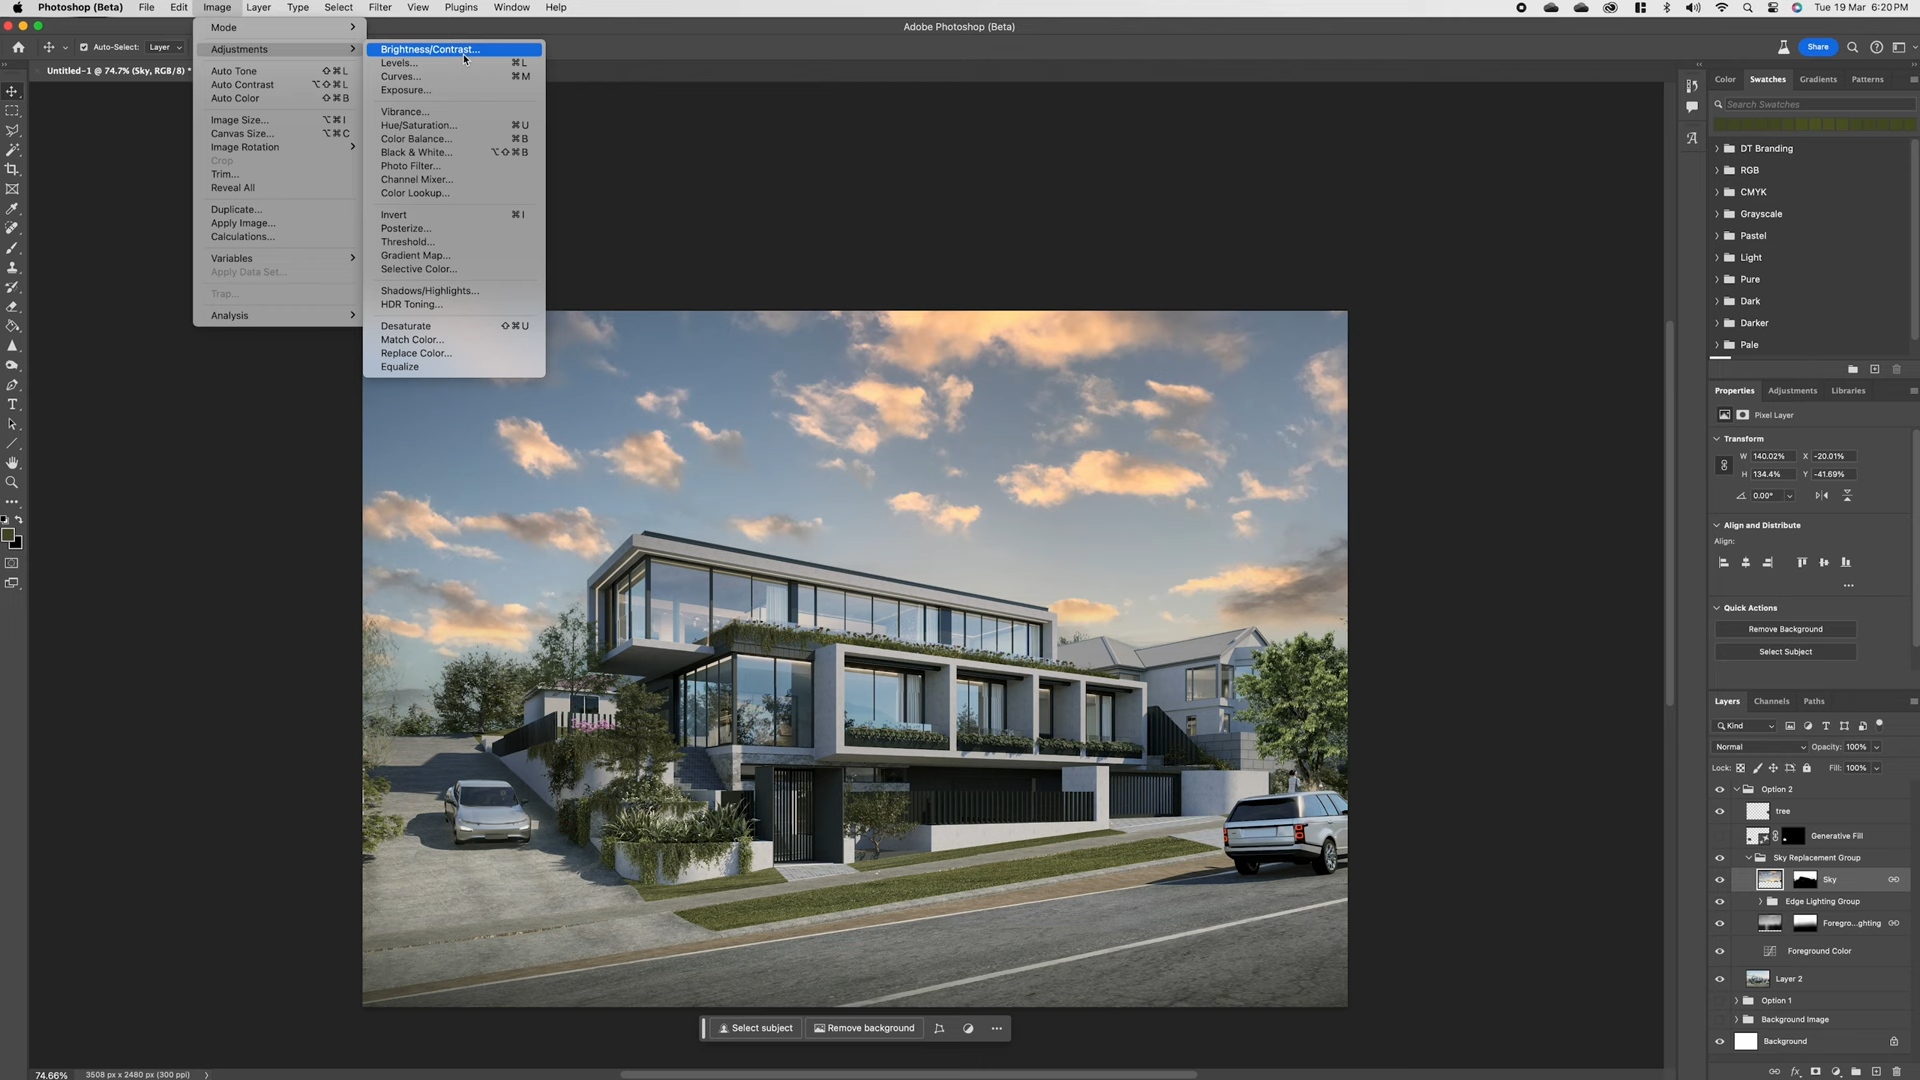 Photoshop (Beta) File Edit Image Layer Type Select Filter View Plugins Window Help Tue 19 Mar 6:20 PM
Adobe Photoshop (Beta)
Auto-Select: Layer Share
Untitled-1 @ 74.7% (Sky, RGB/8) *
Mode
Adjustments
Auto Tone ⇧⌘L
Auto Contrast ⌥⇧⌘L
Auto Color ⇧⌘B
Image Size... ⌥⌘I
Canvas Size... ⌥⌘C
Image Rotation
Crop
Trim...
Reveal All
Duplicate...
Apply Image...
Calculations...
Variables
Apply Data Set...
Trap...
Analysis
Brightness/Contrast...
Levels... ⌘L
Curves... ⌘M
Exposure...
Vibrance...
Hue/Saturation... ⌘U
Color Balance... ⌘B
Black & White... ⌥⇧⌘B
Photo Filter...
Channel Mixer...
Color Lookup...
Invert ⌘I
Posterize...
Threshold...
Gradient Map...
Selective Color...
Shadows/Highlights...
HDR Toning...
Desaturate ⇧⌘U
Match Color...
Replace Color...
Equalize
Color Swatches Gradients Patterns
Search Swatches
DT Branding
RGB
CMYK
Grayscale
Pastel
Light
Pure
Dark
Darker
Pale
Properties Adjustments Libraries
Pixel Layer
Transform
W 140.02% X -20.01%
H 134.4% Y -41.69%
0.00°
Align and Distribute
Align:
Quick Actions
Remove Background
Select Subject
Layers Channels Paths
Kind
Normal Opacity: 100%
Lock: Fill: 100%
Option 2
tree
Generative Fill
Sky Replacement Group
Sky
Edge Lighting Group
Foregro...ghting
Foreground Color
Layer 2
Option 1
Background Image
Background
Select subject Remove background
74.66% 3508 px x 2480 px (300 ppi)